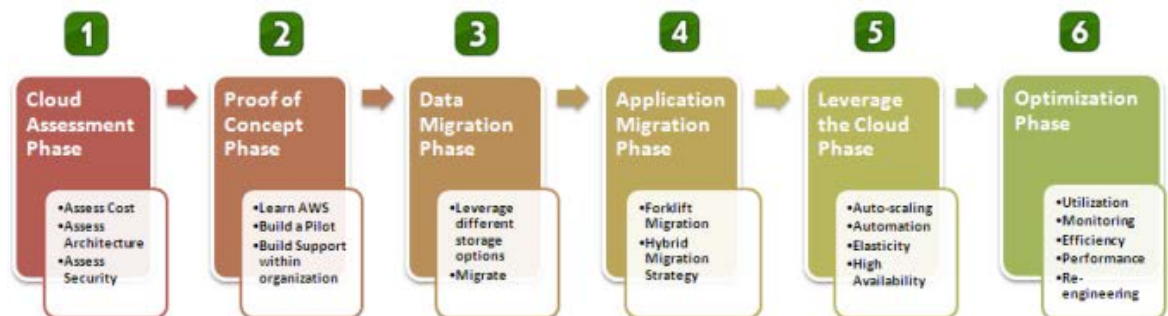 1
2
3
4
5
6
Cloud
Assessment
Phase
•Assess Cost
•Assess
Architecture
•Assess
Security
Proof of
Concept
Phase
•Learn AWS
•Build a Pilot
•Build Support
within
organization
Data
Migration
Phase
•Leverage
different
storage
options
•Migrate
Application
Migration
Phase
•Forklift
Migration
•Hybrid
Migration
Strategy
Leverage
the Cloud
Phase
•Auto-scaling
•Automation
•Elasticity
•High
Availability
Optimization
Phase
•Utilization
•Monitoring
•Efficiency
•Performance
•Re-
engineering